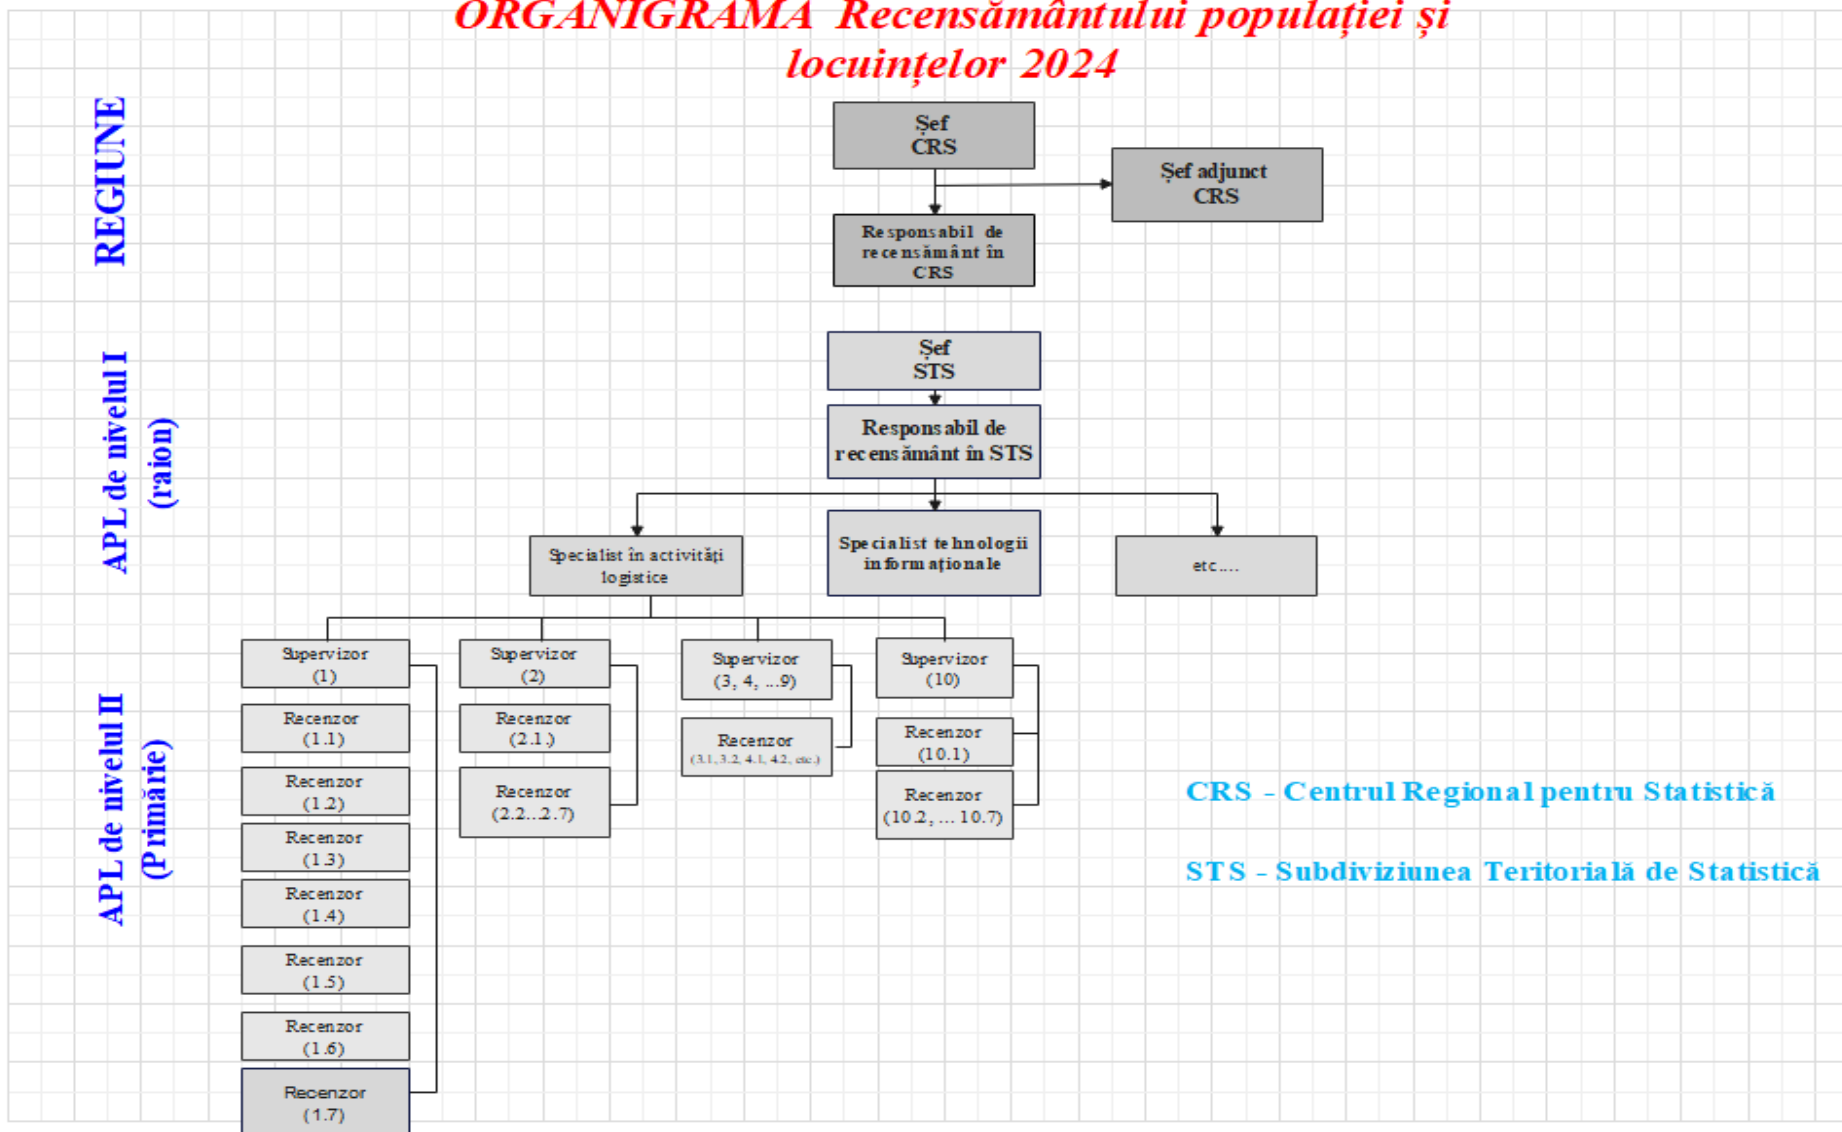 ORGANIGRAMA Recensământului populației și
locuințelor 2024
REGIUNE
Șef
CRS
Șef adjunct
CRS
Responsabil de
recensământ în
CRS
APL de nivelul I
(raion)
Șef
STS
Responsabil de
recensământ în STS
Specialist în activități
logistice
Specialist tehnologii
informaționale
etc....
APL de nivelul II
(Primărie)
Supervizor
(1)
Recenzor
(1.1)
Recenzor
(1.2)
Recenzor
(1.3)
Recenzor
(1.4)
Recenzor
(1.5)
Recenzor
(1.6)
Recenzor
(1.7)
Supervizor
(2)
Recenzor
(2.1.)
Recenzor
(2.2...2.7)
Supervizor
(3, 4, ...9)
Recenzor
(3.1, 3.2, 4.1, 4.2, etc.)
Supervizor
(10)
Recenzor
(10.1)
Recenzor
(10.2, ... 10.7)
CRS - Centrul Regional pentru Statistică
STS - Subdiviziunea Teritorială de Statistică